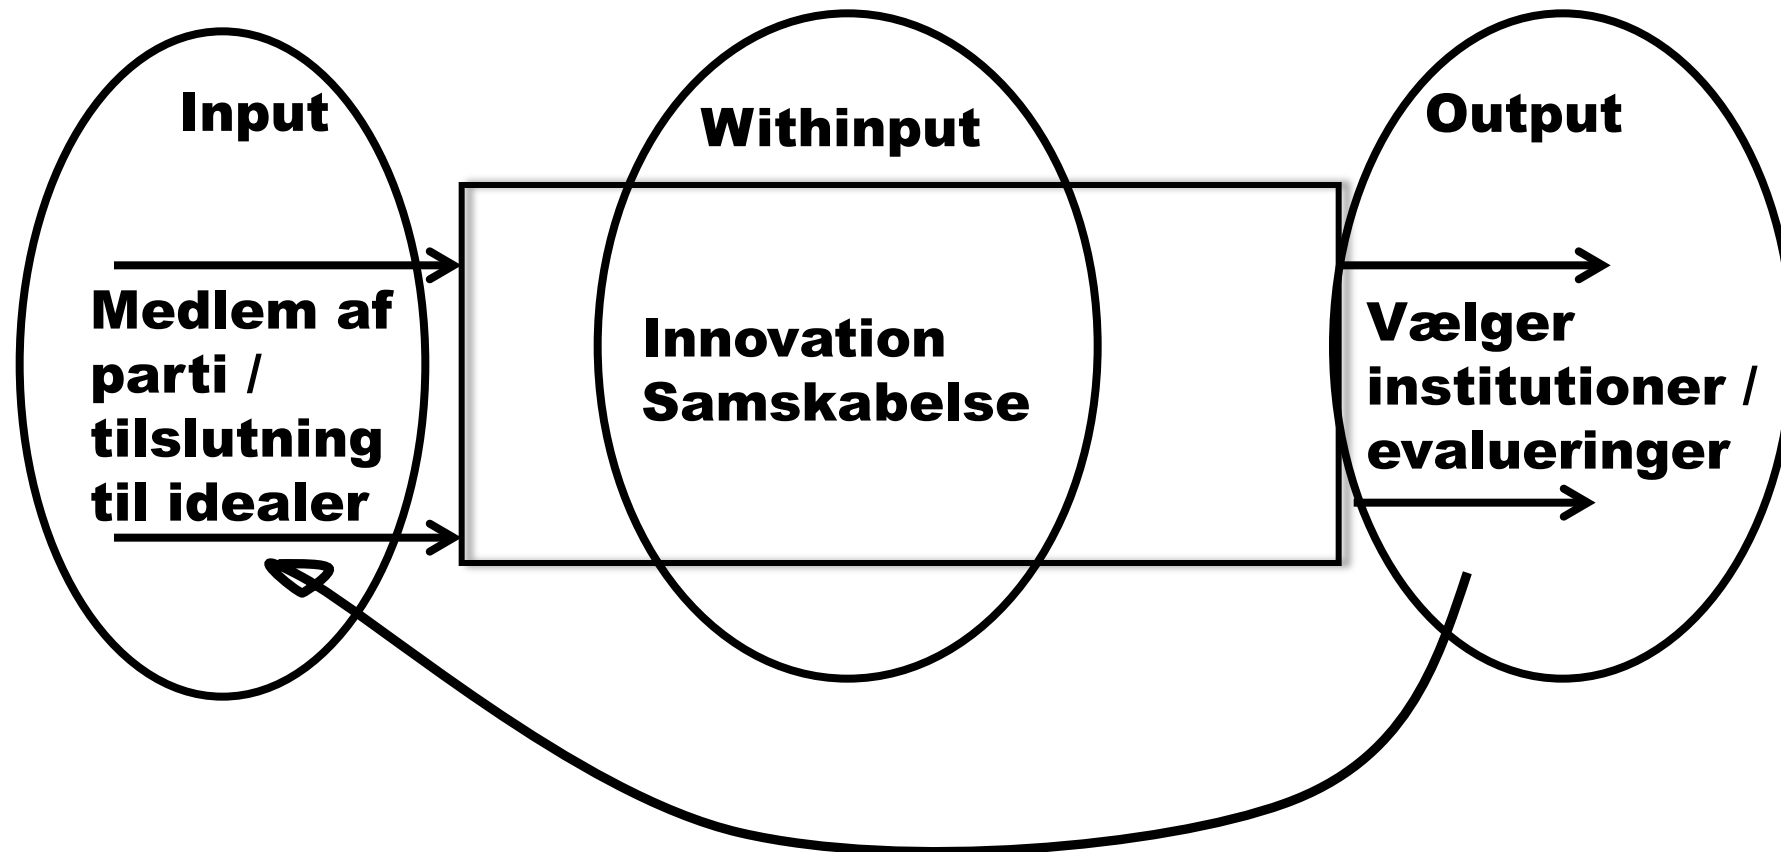 Input
Medlem af
parti /
tilslutning
til idealer
Withinput
Innovation
Samskabelse
Output
Vælger
institutioner /
evalueringer